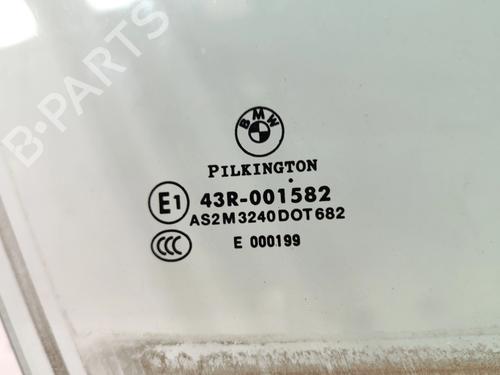 B-PARTS
BMW
PILKINGTON
E1 43R-001582
AS2M3240DOT682
CCC E 000199